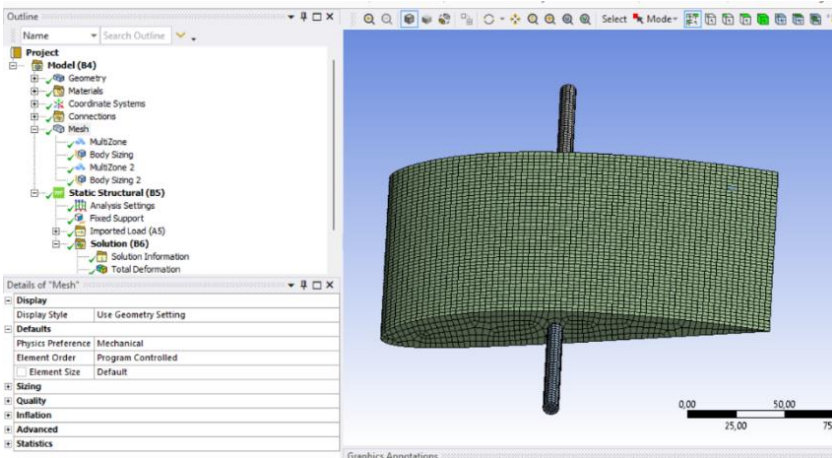 Outline
Name Search Outline
Project
Model (B4)
Geometry
Materials
Coordinate Systems
Connections
Mesh
MultiZone
Body Sizing
MultiZone 2
Body Sizing 2
Static Structural (B5)
Analysis Settings
Fixed Support
Imported Load (A5)
Solution (B6)
Solution Information
Total Deformation
Details of "Mesh"
Display
Display Style Use Geometry Setting
Defaults
Physics Preference Mechanical
Element Order Program Controlled
Element Size Default
Sizing
Quality
Inflation
Advanced
Statistics
Select Mode
0,00 50,00
25,00 75
Graphics Annotations